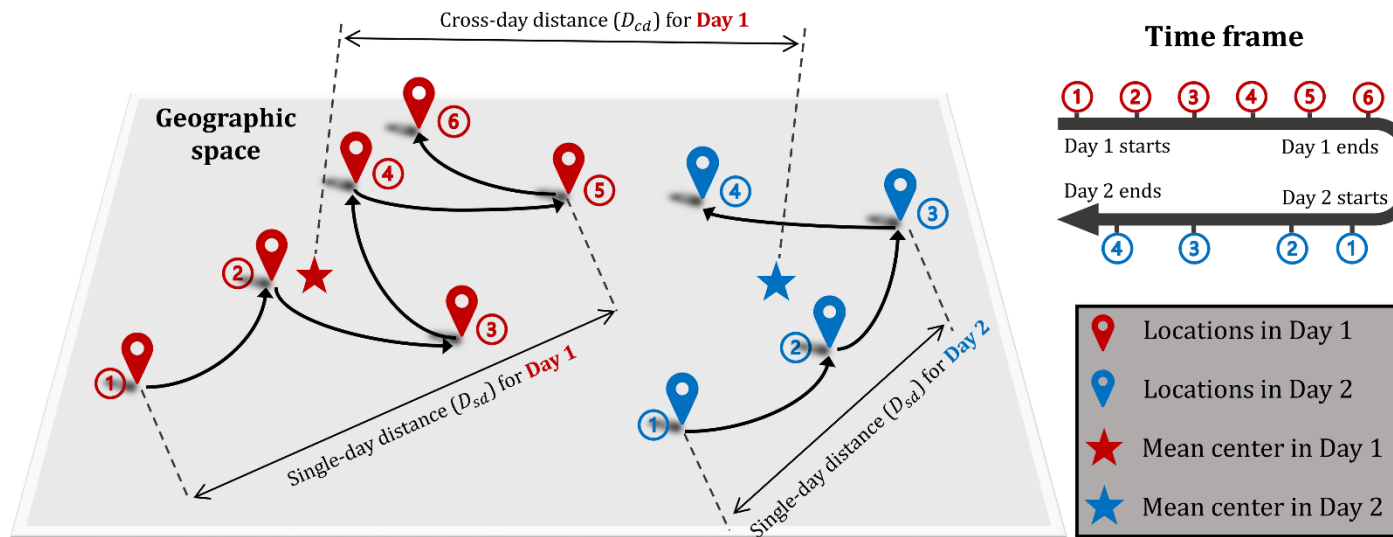 Cross-day distance (D_cd) for Day 1
Geographic
space
6
4
5
2
3
1
Single-day distance (D_sd) for Day 1
4
3
2
1
Single-day distance (D_sd) for Day 2
Time frame
1 2 3 4 5 6
Day 1 starts Day 1 ends
Day 2 ends Day 2 starts
4 3 2 1
Locations in Day 1
Locations in Day 2
Mean center in Day 1
Mean center in Day 2